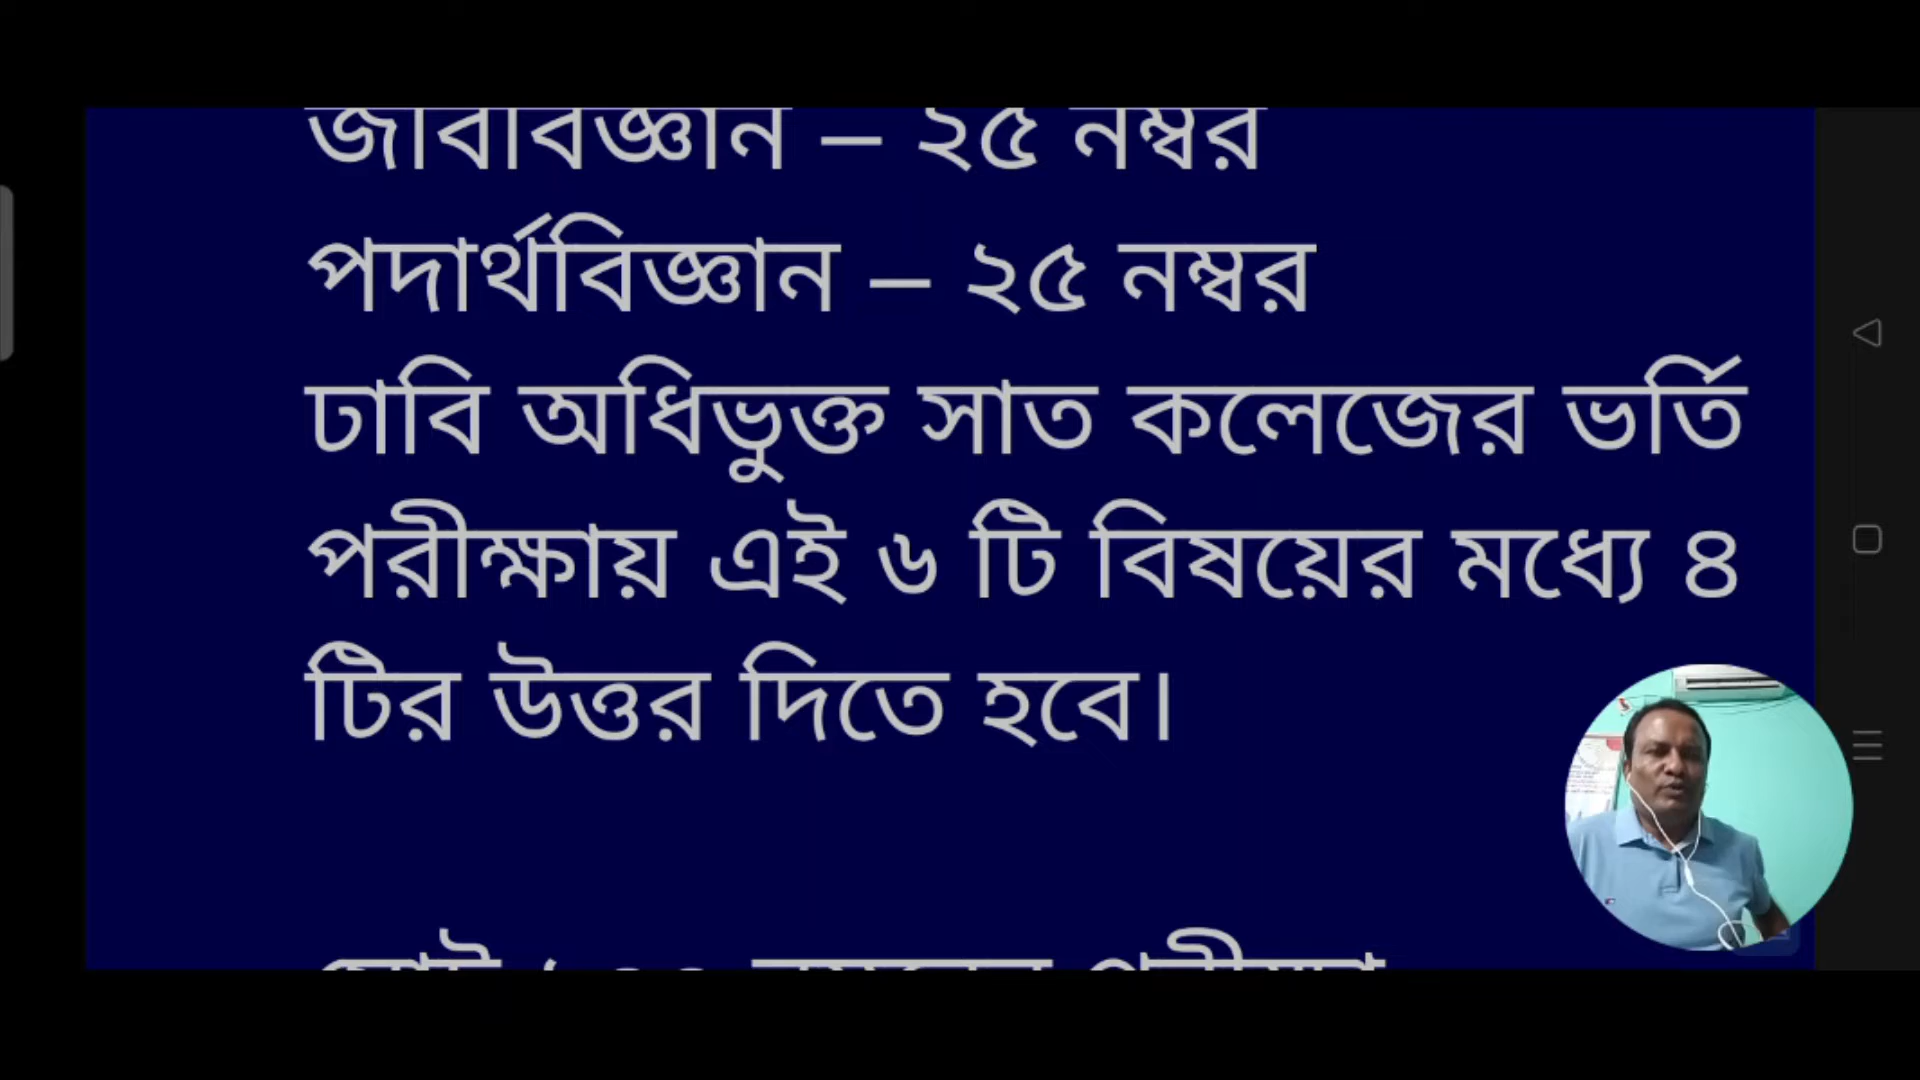 জীববিজ্ঞান – ২৫ নম্বর
পদার্থবিজ্ঞান – ২৫ নম্বর
ঢাবি অধিভুক্ত সাত কলেজের ভর্তি
পরীক্ষায় এই ৬ টি বিষয়ের মধ্যে ৪
টির উত্তর দিতে হবে।